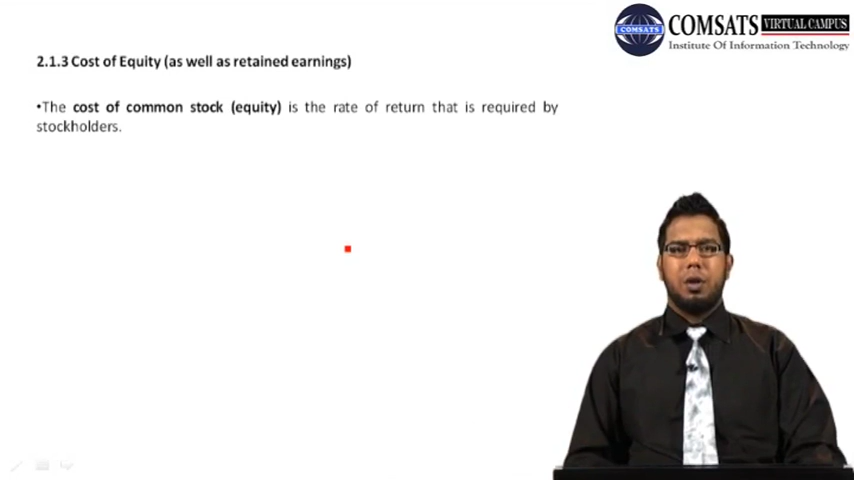 COMSATS VIRTUAL CAMPUS
COMSATS
Institute Of Information Technology
2.1.3 Cost of Equity (as well as retained earnings)
•The cost of common stock (equity) is the rate of return that is required by
stockholders.